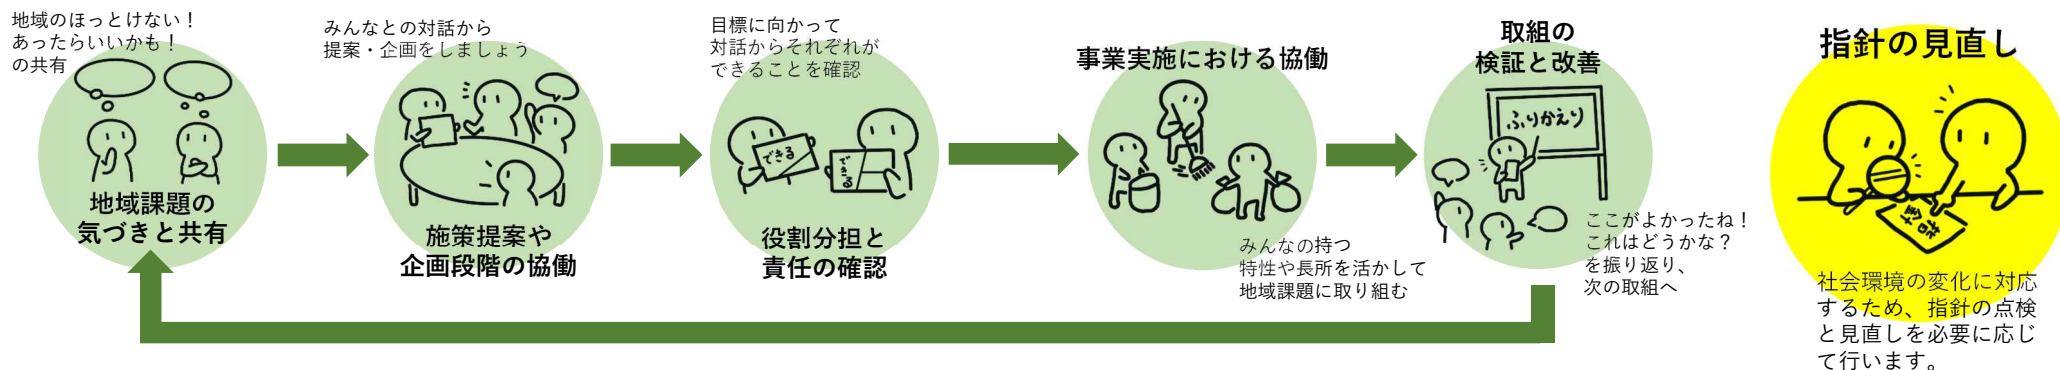 地域のほっとけない！
あったらいいかも！
の共有
地域課題の
気づきと共有
みんなとの対話から
提案・企画をしましょう
施策提案や
企画段階の協働
目標に向かって
対話からそれぞれが
できることを確認
できる
できる
役割分担と
責任の確認
事業実施における協働
みんなの持つ
特性や長所を活かして
地域課題に取り組む
取組の
検証と改善
ふりかえり
ここがよかったね！
これはどうかな？
を振り返り、
次の取組へ
指針の見直し
指針
社会環境の変化に対応
するため、指針の点検
と見直しを必要に応じ
て行います。